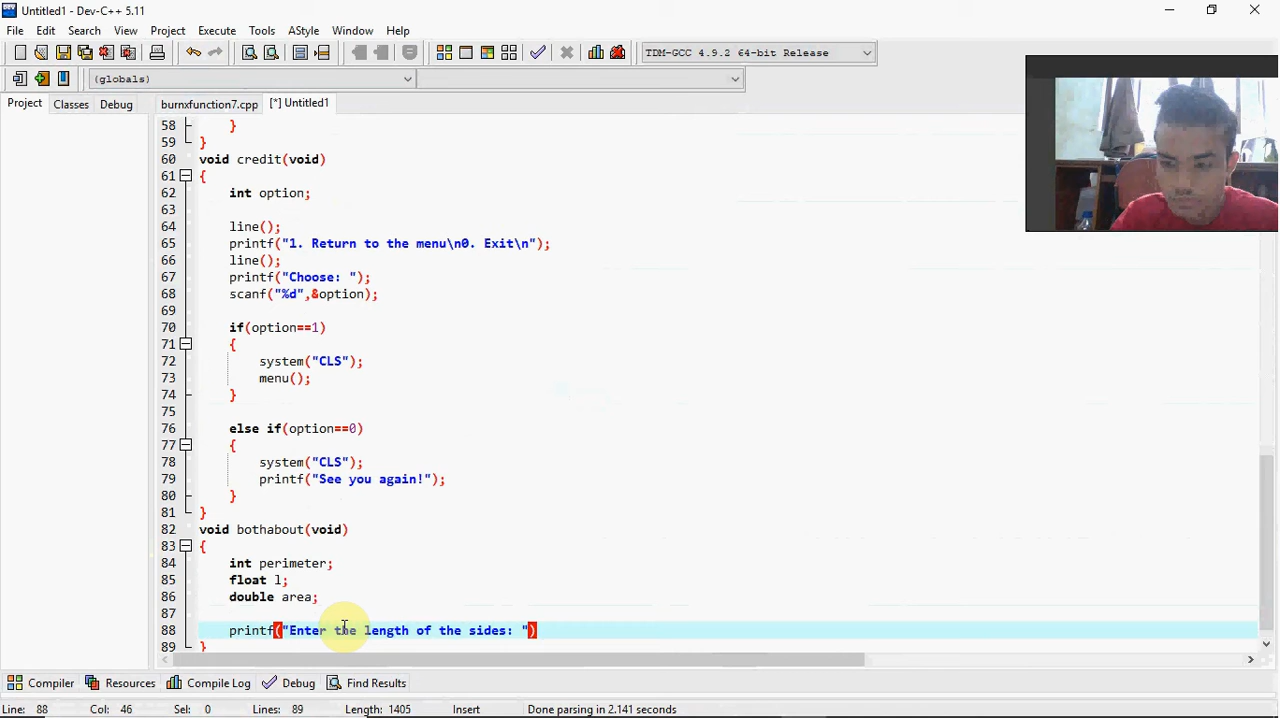 Untitled1 - Dev-C++ 5.11
File Edit Search View Project Execute Tools AStyle Window Help
TDM-GCC 4.9.2 64-bit Release
(globals)
Project Classes Debug burnxfunction7.cpp [*] Untitled1
58 }
59 }
60 void credit(void)
61 {
62 int option;
63
64 line();
65 printf("1. Return to the menu\n0. Exit\n");
66 line();
67 printf("Choose: ");
68 scanf("%d",&option);
69
70 if(option==1)
71 {
72 system("CLS");
73 menu();
74 }
75
76 else if(option==0)
77 {
78 system("CLS");
79 printf("See you again!");
80 }
81 }
82 void bothabout(void)
83 {
84 int perimeter;
85 float l;
86 double area;
87
88 printf("Enter the length of the sides: ")
89 }
Compiler Resources Compile Log Debug Find Results
Line: 88 Col: 46 Sel: 0 Lines: 89 Length: 1405 Insert Done parsing in 2.141 seconds